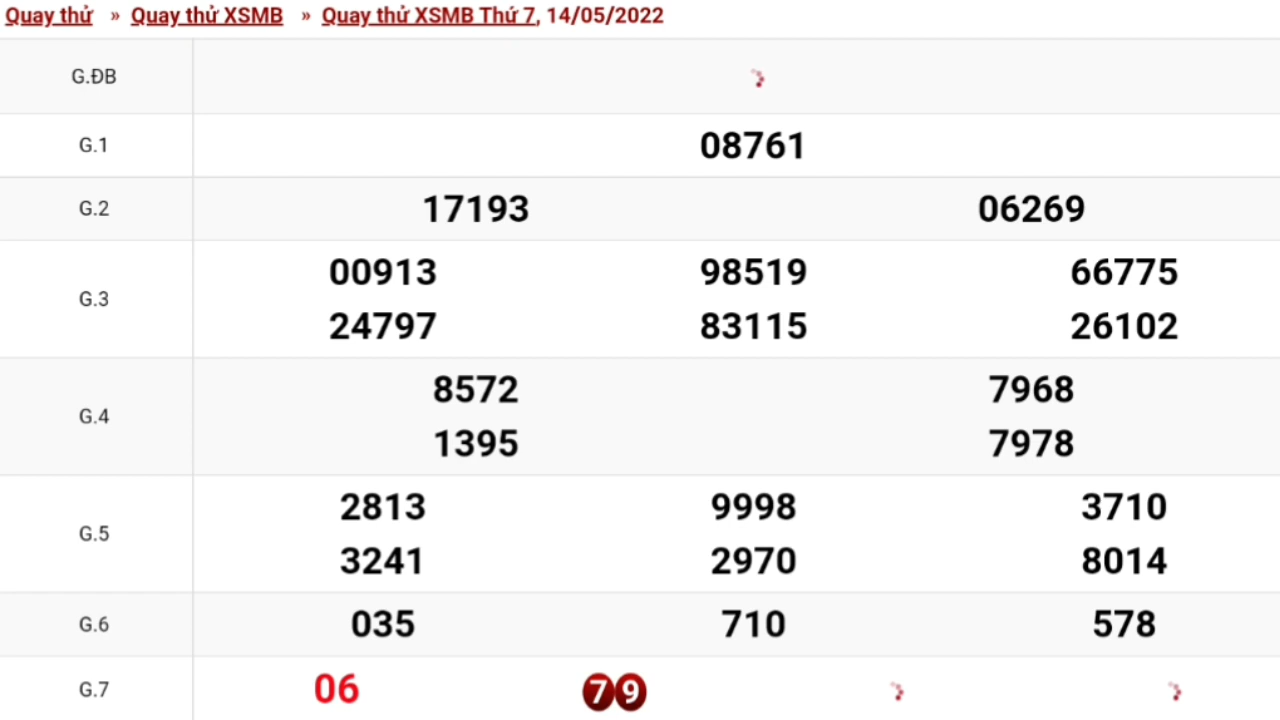 Quay thử » Quay thử XSMB » Quay thử XSMB Thứ 7, 14/05/2022
G.ĐB
G.1 08761
G.2 17193 06269
G.3
00913 98519 66775
24797 83115 26102
G.4
8572 7968
1395 7978
G.5
2813 9998 3710
3241 2970 8014
G.6 035 710 578
G.7 06 79